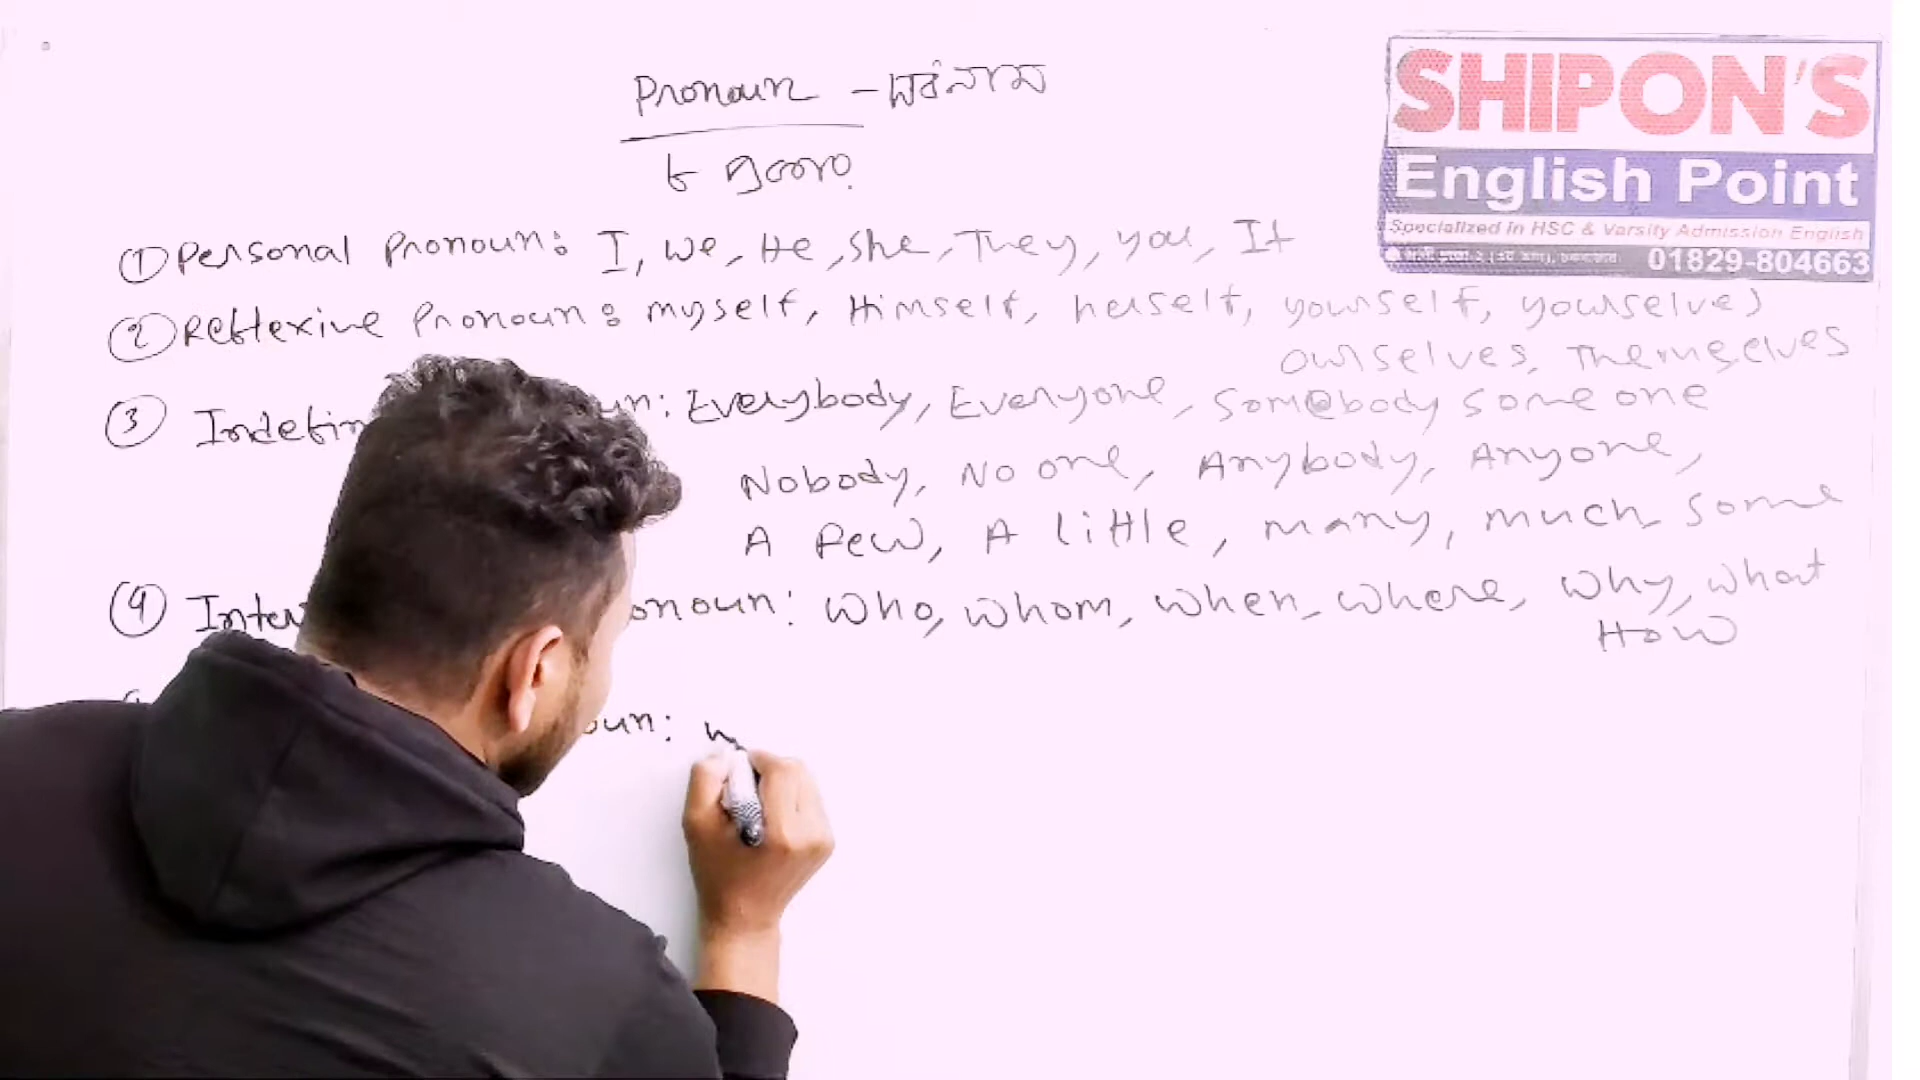 Pronoun - সর্বনাম
৮ প্রকার
① Personal Pronoun: I, we, He, She, They, you, It
② Reflexive Pronoun: myself, Himself, herself, yourself, yourselves
ourselves, Themselves
③ Indefin un: Everybody, Everyone, Somebody someone
Nobody, No one, Anybody, Anyone,
A few, A little, many, much some
④ Inter onoun: who, whom, when, where, why, what
How
oun: w
SHIPON'S
English Point
Specialized in HSC & Varsity Admission English
01829-804663